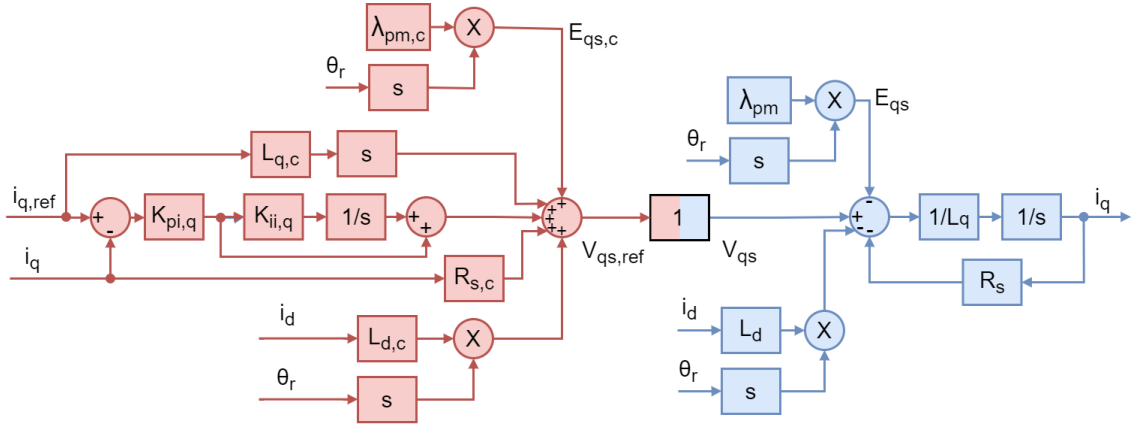 λpm,c
X
Eqs,c
θr
s
Lq,c
s
iq,ref
+
-
Kpi,q
Kii,q
1/s
+
+
+
+
+
+
+
Vqs,ref
iq
Rs,c
id
Ld,c
X
θr
s
1
Vqs
λpm
X
Eqs
θr
s
+
-
-
-
1/Lq
1/s
iq
Rs
id
Ld
X
θr
s